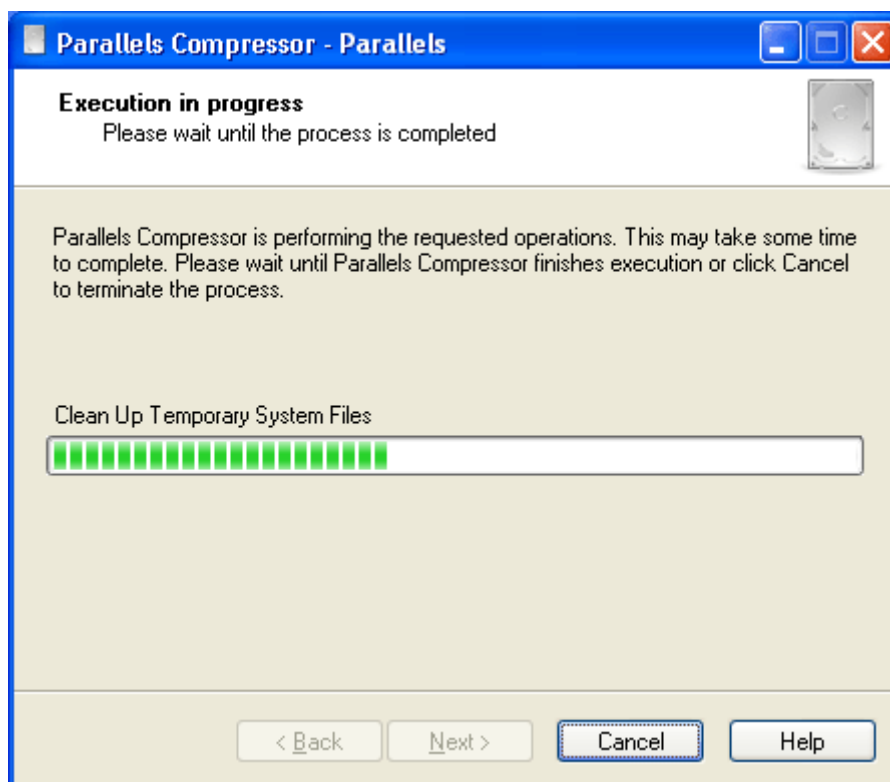 Parallels Compressor - Parallels
Execution in progress
Please wait until the process is completed
Parallels Compressor is performing the requested operations. This may take some time
to complete. Please wait until Parallels Compressor finishes execution or click Cancel
to terminate the process.
Clean Up Temporary System Files
< Back Next > Cancel Help